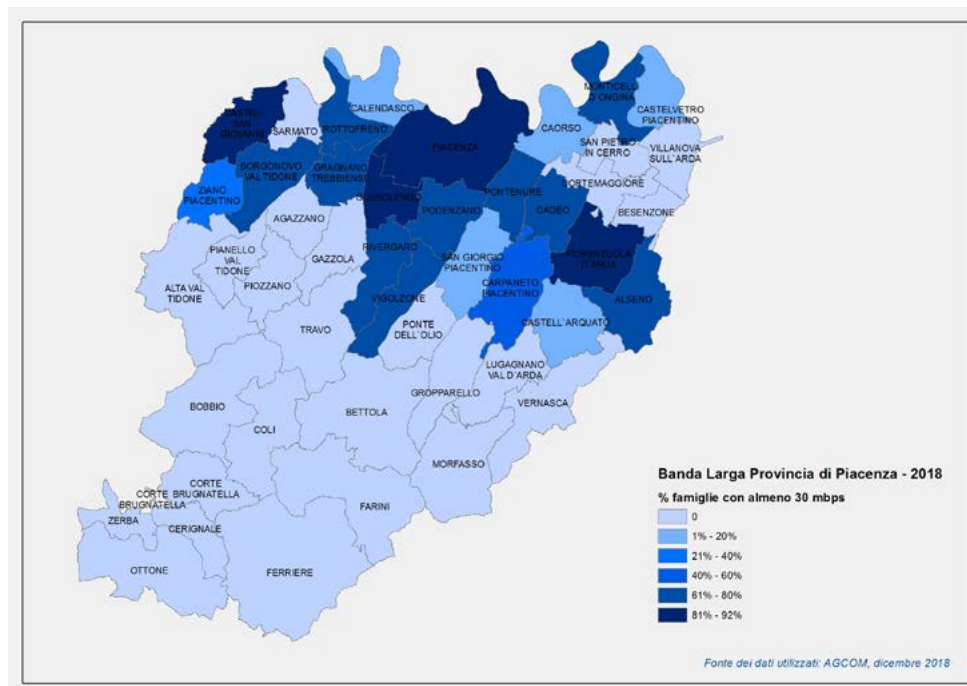 MONTICELLI
D'ONGINA
CALENDASCO
CASTELVETRO
PIACENTINO
CASTEL
SAN
GIOVANNI
SARMATO
ROTTOFRENO
CAORSO
PIACENZA
SAN PIETRO
IN CERRO
VILLANOVA
SULL'ARDA
BORGONOVO
VAL TIDONE
GRAGNANO
TREBBIENSE
ZIANO
PIACENTINO
GOSSOLENGO
PONTENURE
CORTEMAGGIORE
PODENZANO
CADEO
BESENZONE
AGAZZANO
RIVERGARO
SAN GIORGIO
PIACENTINO
FIORENZUOLA
D'ARDA
PIANELLO
VAL
TIDONE
GAZZOLA
CARPANETO
PIACENTINO
ALTA VAL
TIDONE
PIOZZANO
VIGOLZONE
ALSENO
TRAVO
PONTE
DELL'OLIO
CASTELL'ARQUATO
LUGAGNANO
VAL D'ARDA
GROPPARELLO
BOBBIO
BETTOLA
VERNASCA
COLI
MORFASSO
CORTE
BRUGNATELLA
CORTE
BRUGNATELLA
FARINI
ZERBA
CERIGNALE
OTTONE
FERRIERE
Banda Larga Provincia di Piacenza - 2018
% famiglie con almeno 30 mbps
0
1% - 20%
21% - 40%
40% - 60%
61% - 80%
81% - 92%
Fonte dei dati utilizzati: AGCOM, dicembre 2018